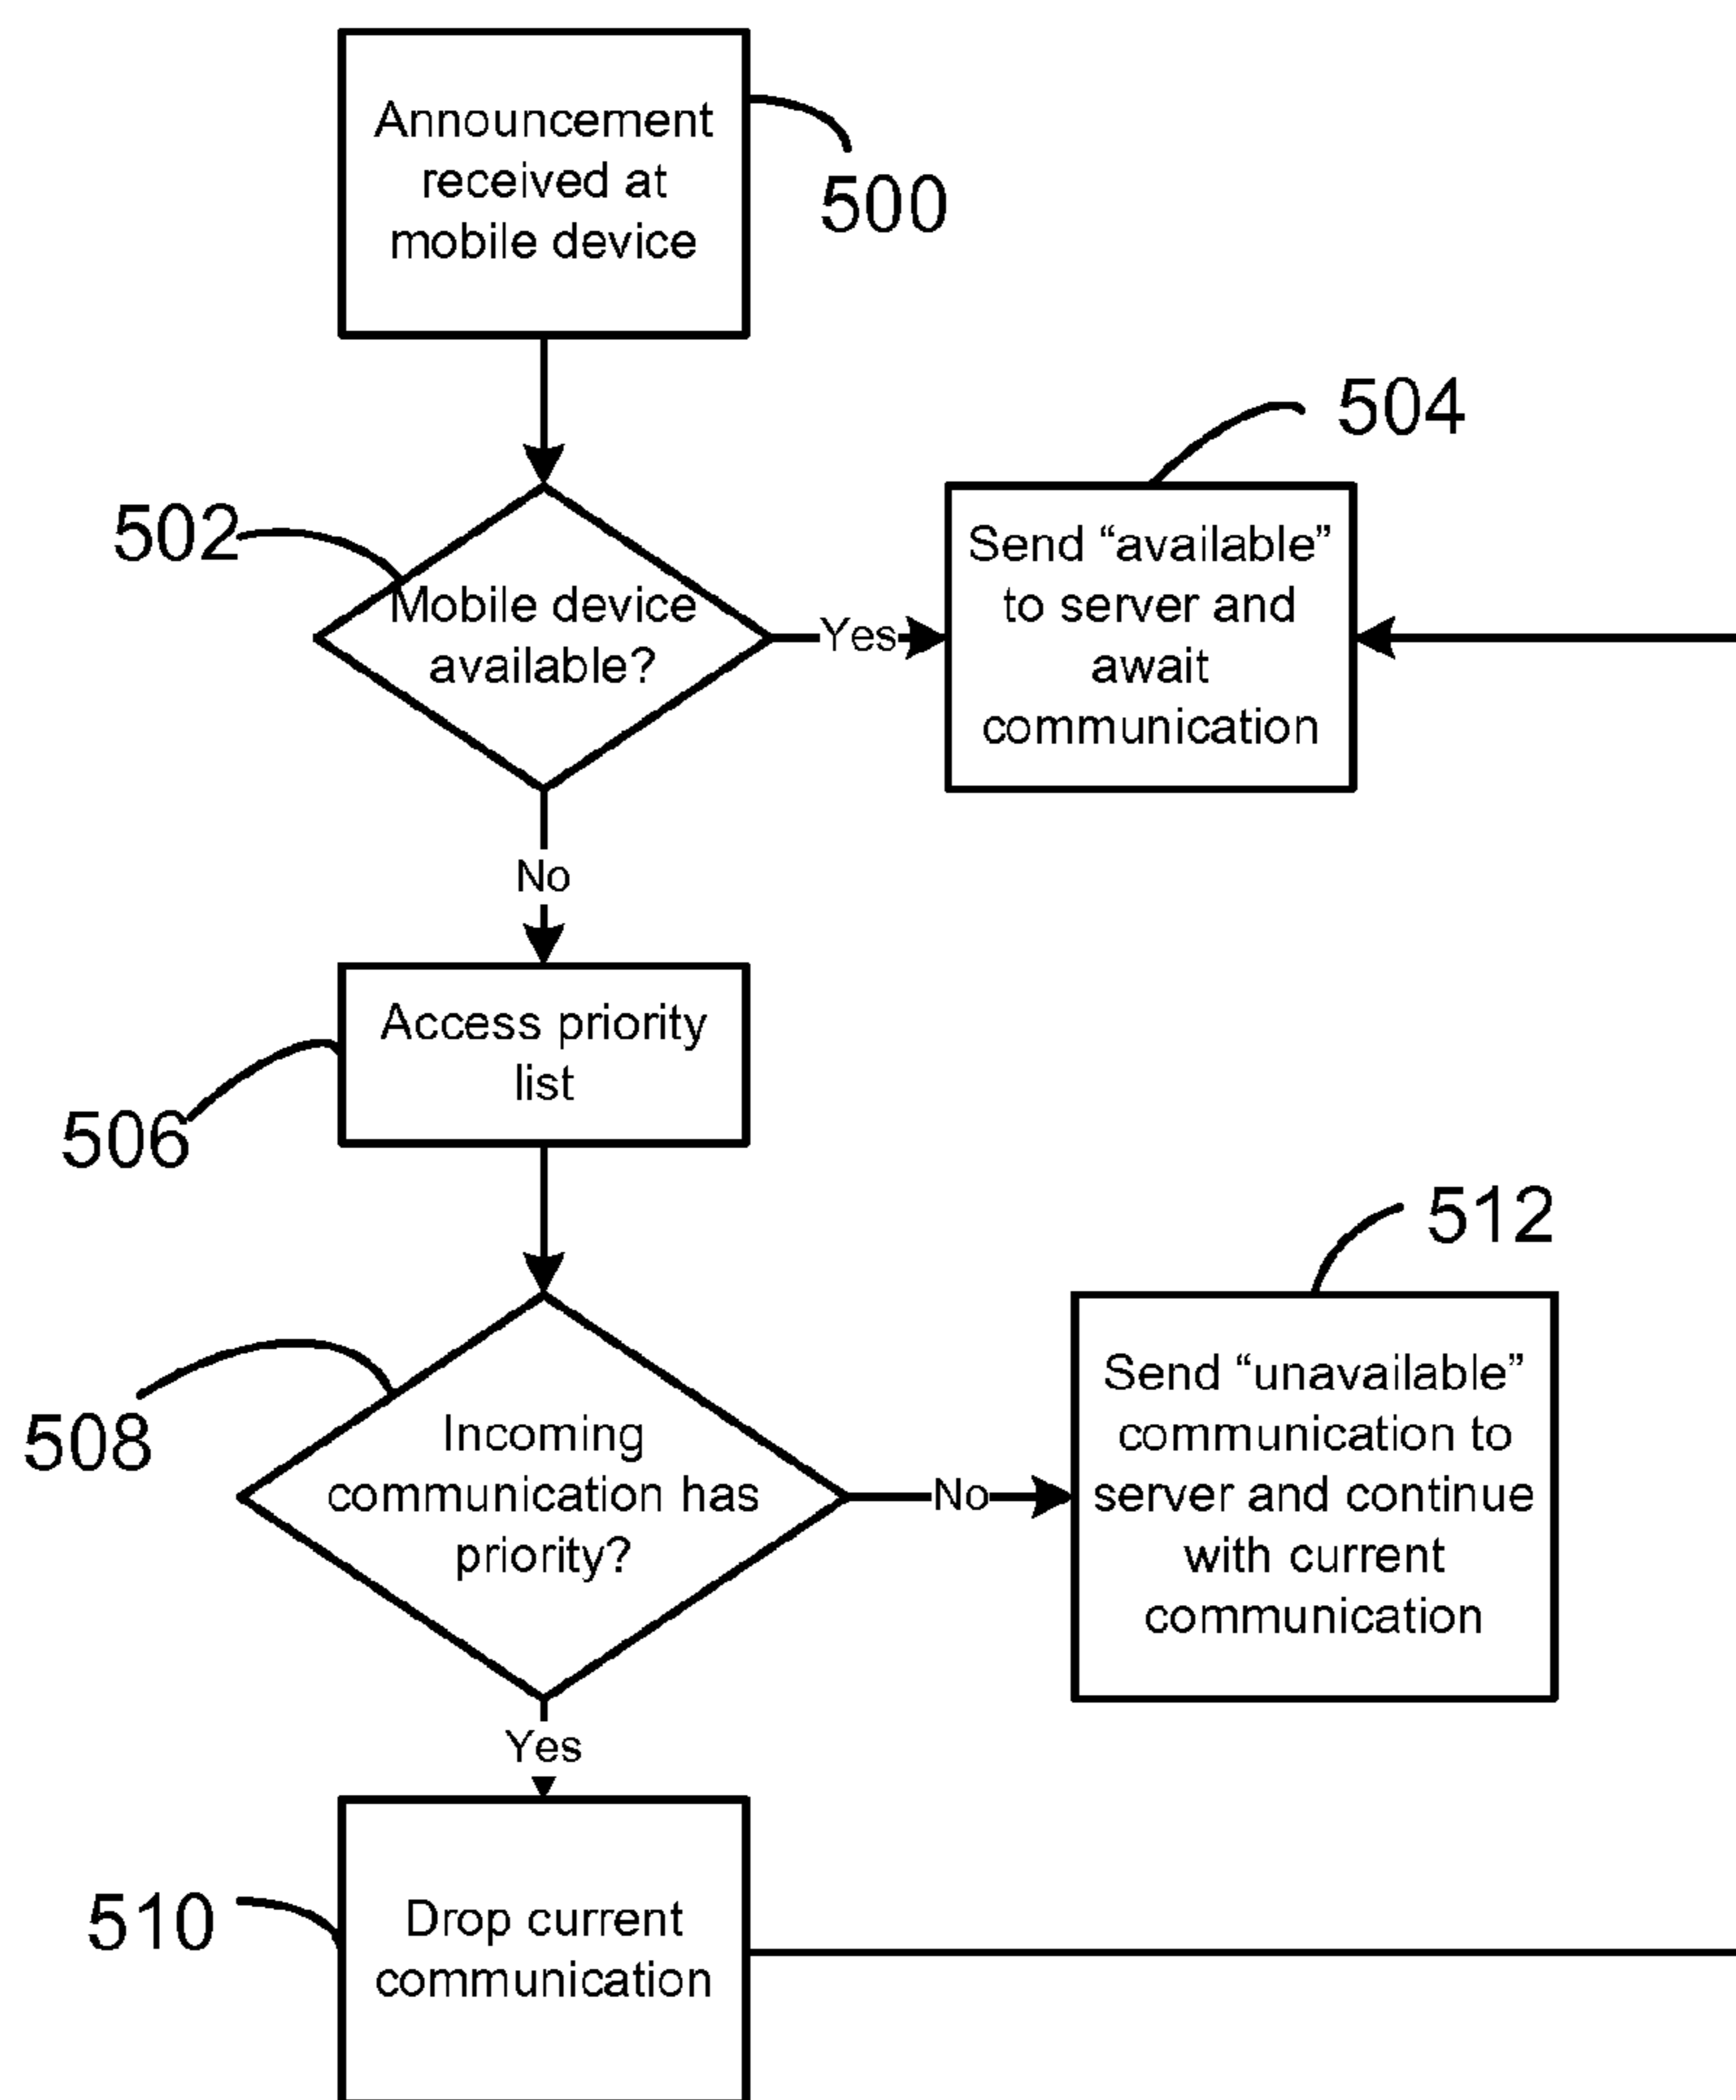 Announcement
received at
mobile device
500
502
Mobile device
available?
Yes
504
Send “available”
to server and
await
communication
No
506
Access priority
list
508
Incoming
communication has
priority?
No
512
Send “unavailable”
communication to
server and continue
with current
communication
Yes
510
Drop current
communication